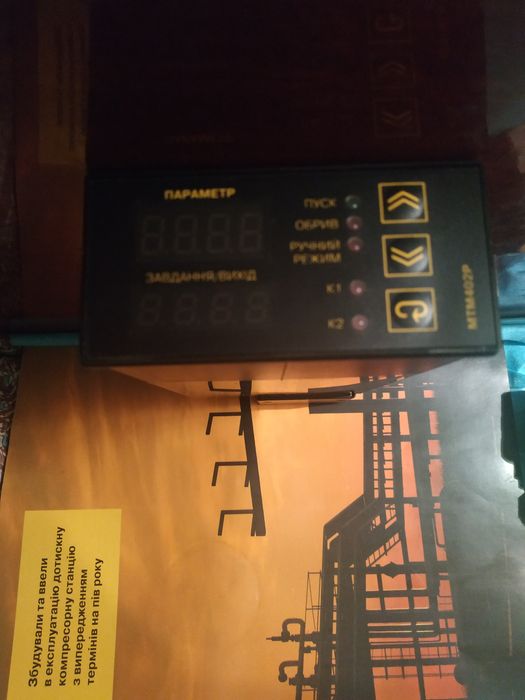 ПАРАМЕТР
ЗАВДАННЯ/ВИХІД
ПУСК
ОБРИВ
РУЧНИЙ
РЕЖИМ
К1
К2
МТМ402Р
Збудували та ввели
в експлуатацію дотискну
компресорну станцію
з випередженням
термінів на пів року